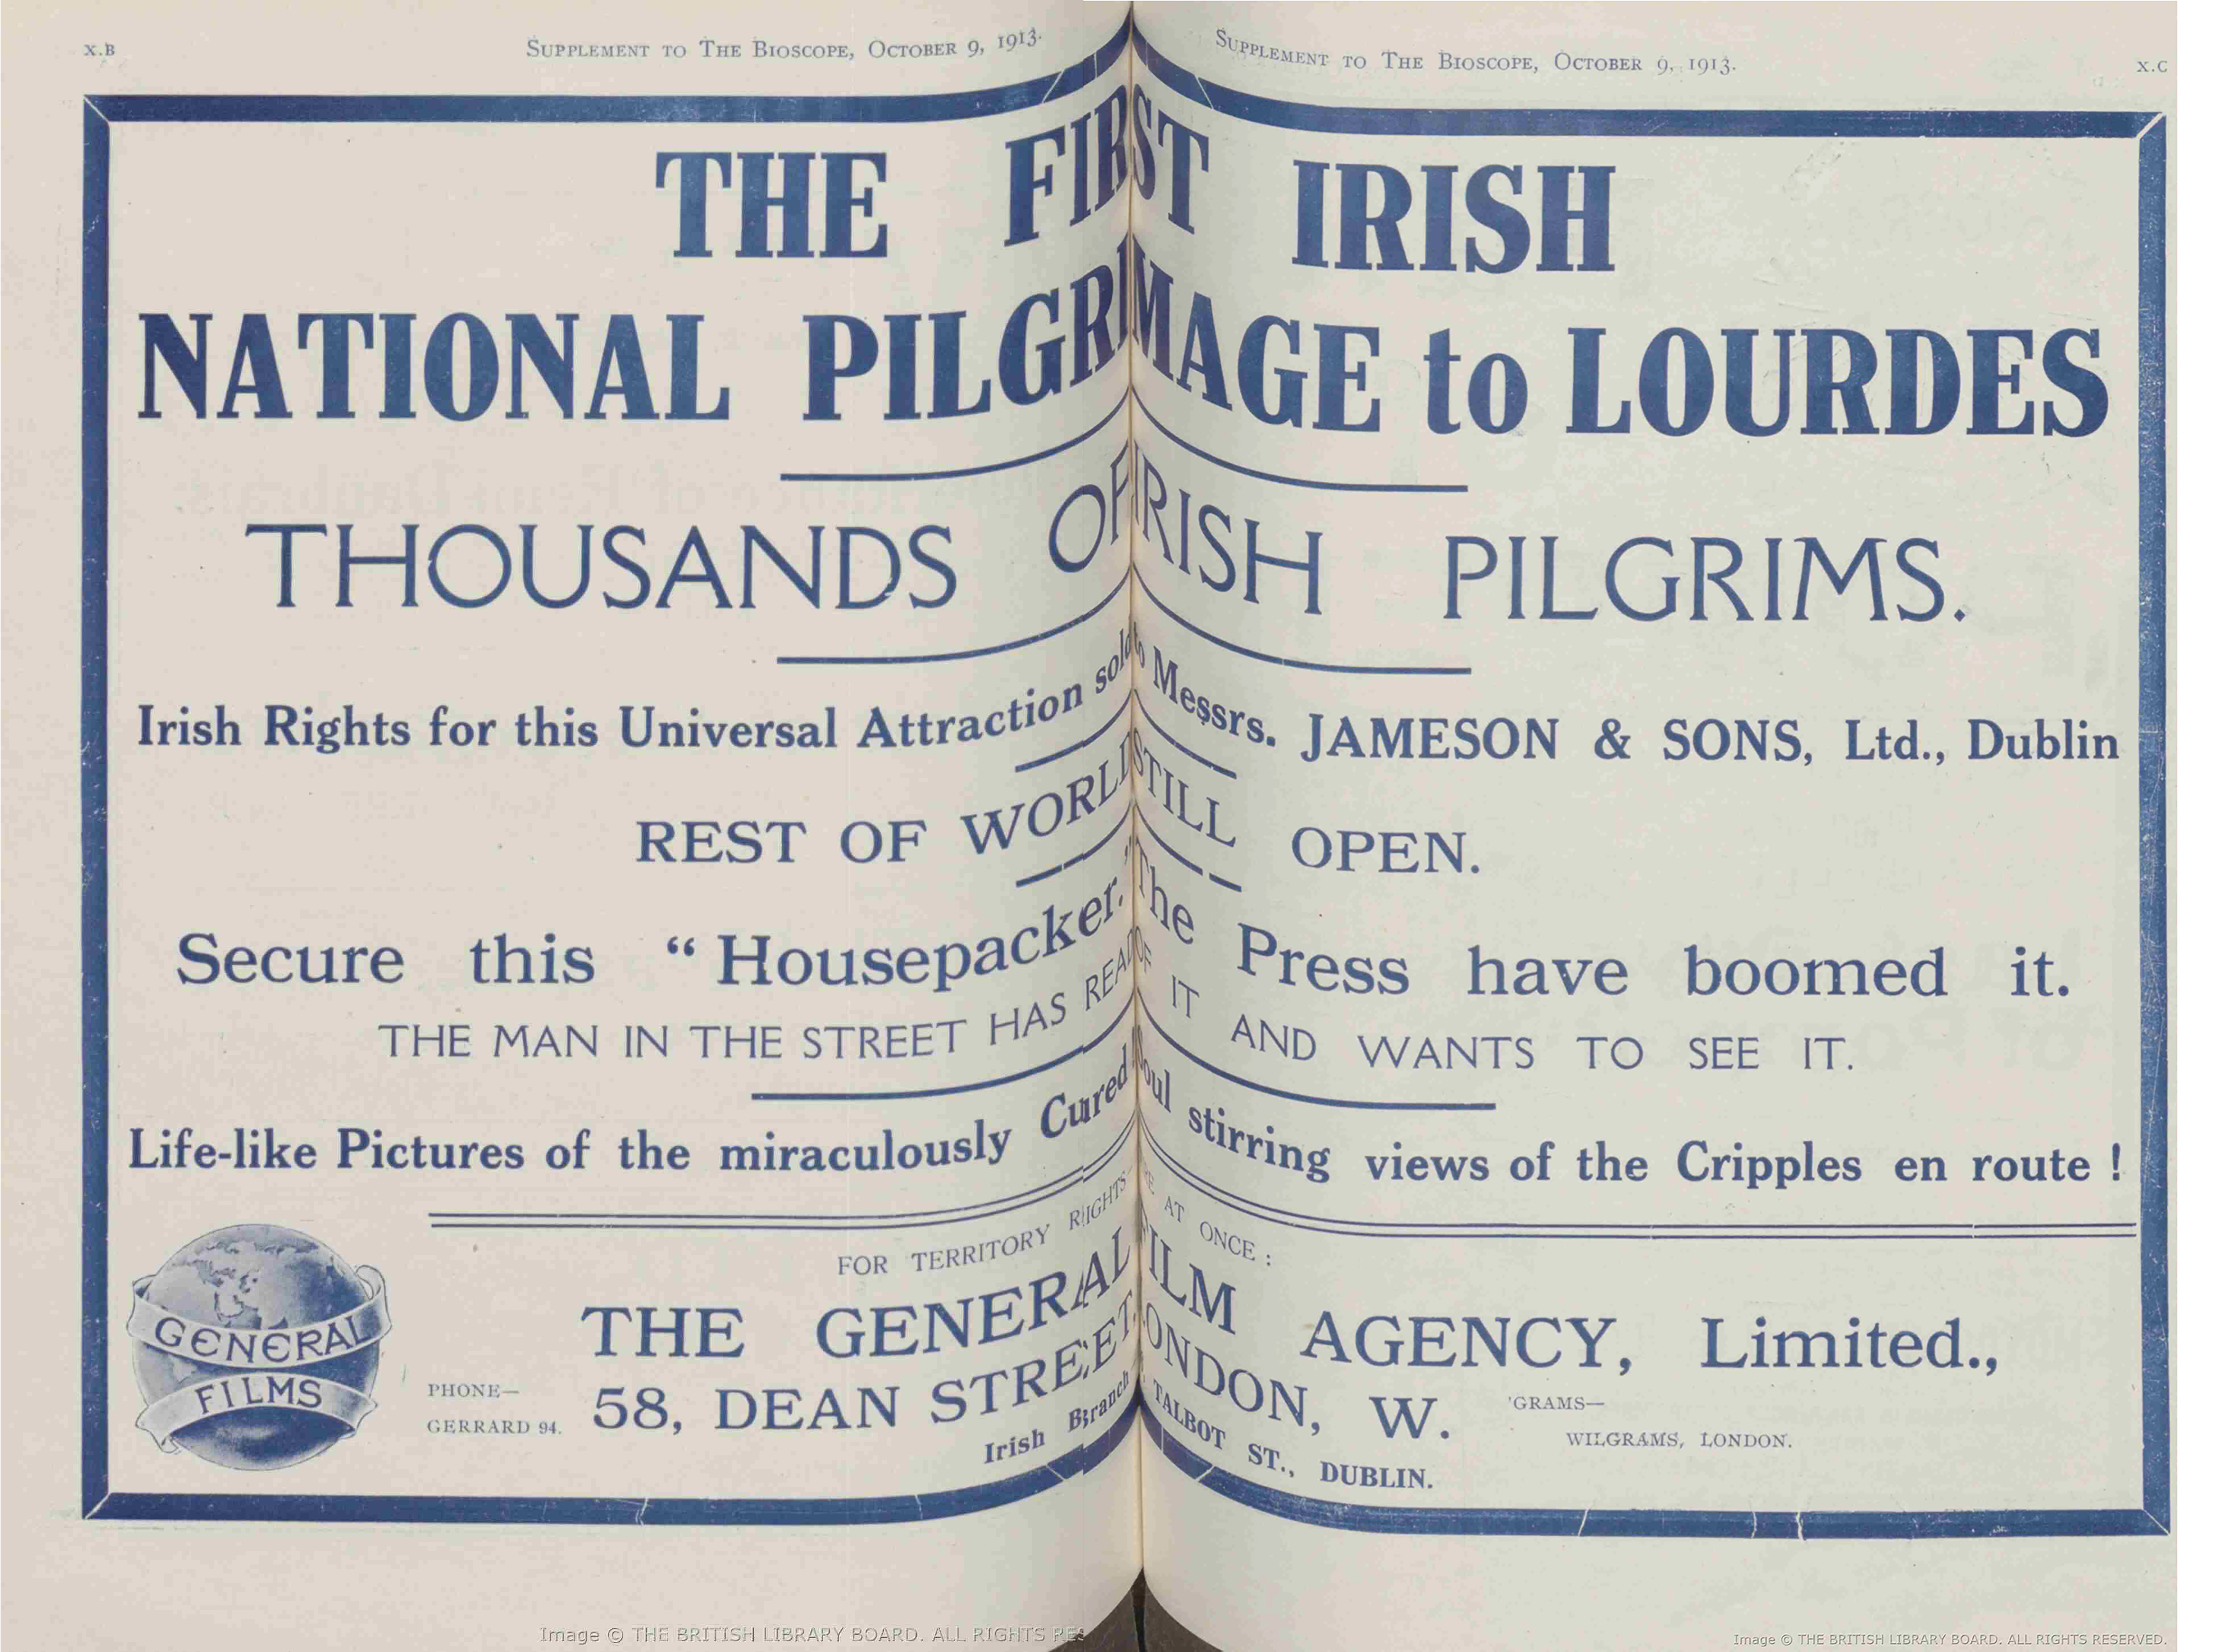 X.B
SUPPLEMENT TO THE BIOSCOPE, OCTOBER 9, 1913.
SUPPLEMENT TO THE BIOSCOPE, OCTOBER 9, 1913.
X.C
THE FIRST IRISH
NATIONAL PILGRIMAGE to LOURDES
THOUSANDS OF IRISH PILGRIMS.
Irish Rights for this Universal Attraction sold to Messrs. JAMESON & SONS, Ltd., Dublin
REST OF WORLD STILL OPEN.
Secure this “Housepacker.” The Press have boomed it.
THE MAN IN THE STREET HAS READ OF IT AND WANTS TO SEE IT.
Life-like Pictures of the miraculously Cured Soul stirring views of the Cripples en route !
FOR TERRITORY RIGHTS AT ONCE :
THE GENERAL FILM AGENCY, Limited.,
58, DEAN STREET, LONDON, W.
Irish Branch TALBOT ST., DUBLIN.
GENERAL
FILMS
PHONE—
GERRARD 94.
'GRAMS—
WILGRAMS, LONDON.
Image © THE BRITISH LIBRARY BOARD. ALL RIGHTS RES
Image © THE BRITISH LIBRARY BOARD. ALL RIGHTS RESERVED.